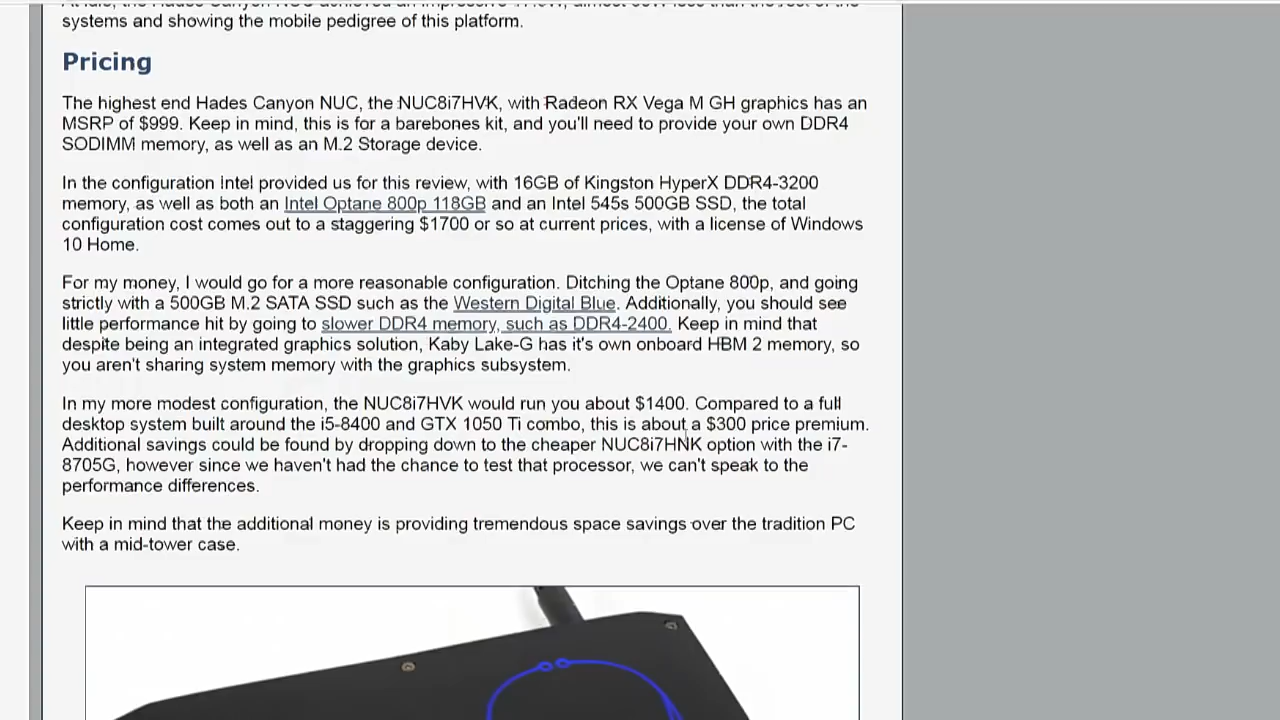 systems and showing the mobile pedigree of this platform.
Pricing
The highest end Hades Canyon NUC, the NUC8i7HVK, with Radeon RX Vega M GH graphics has an
MSRP of $999. Keep in mind, this is for a barebones kit, and you'll need to provide your own DDR4
SODIMM memory, as well as an M.2 Storage device.
In the configuration Intel provided us for this review, with 16GB of Kingston HyperX DDR4-3200
memory, as well as both an Intel Optane 800p 118GB and an Intel 545s 500GB SSD, the total
configuration cost comes out to a staggering $1700 or so at current prices, with a license of Windows
10 Home.
For my money, I would go for a more reasonable configuration. Ditching the Optane 800p, and going
strictly with a 500GB M.2 SATA SSD such as the Western Digital Blue. Additionally, you should see
little performance hit by going to slower DDR4 memory, such as DDR4-2400. Keep in mind that
despite being an integrated graphics solution, Kaby Lake-G has it's own onboard HBM 2 memory, so
you aren't sharing system memory with the graphics subsystem.
In my more modest configuration, the NUC8i7HVK would run you about $1400. Compared to a full
desktop system built around the i5-8400 and GTX 1050 Ti combo, this is about a $300 price premium.
Additional savings could be found by dropping down to the cheaper NUC8i7HNK option with the i7-
8705G, however since we haven't had the chance to test that processor, we can't speak to the
performance differences.
Keep in mind that the additional money is providing tremendous space savings over the tradition PC
with a mid-tower case.